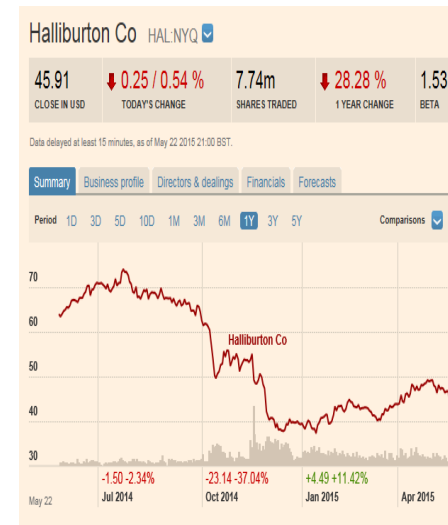 Halliburton Co HAL:NYQ
45.91 0.25 / 0.54 % 7.74m 28.28 % 1.53
CLOSE IN USD TODAY'S CHANGE SHARES TRADED 1 YEAR CHANGE BETA
Data delayed at least 15 minutes, as of May 22 2015 21:00 BST.
Summary Business profile Directors & dealings Financials Forecasts
Period 1D 3D 5D 10D 1M 3M 6M 1Y 3Y 5Y Comparisons
70
60
Halliburton Co
50
40
30
-1.50 -2.34% -23.14 -37.04% +4.49 +11.42%
May 22 Jul 2014 Oct 2014 Jan 2015 Apr 2015